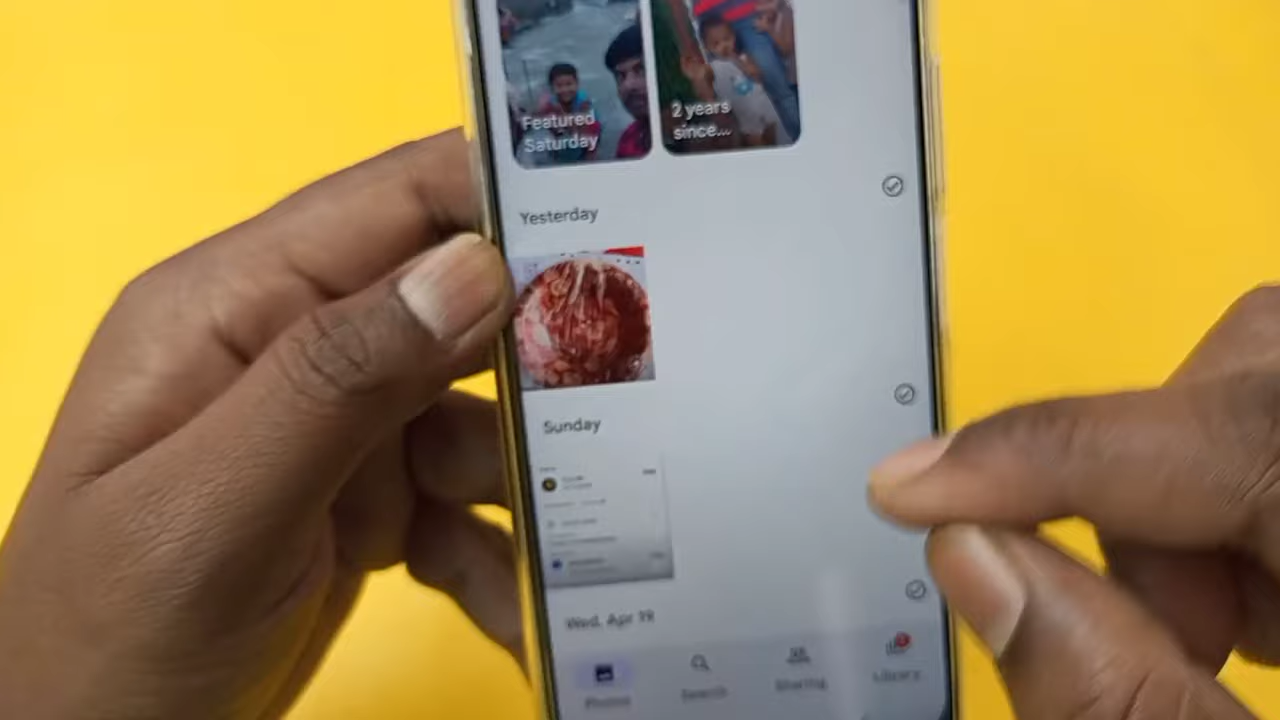 Featured
Saturday
2 years
since...
Yesterday
Sunday
Wed, Apr 19
Photos
Search
Sharing
Library